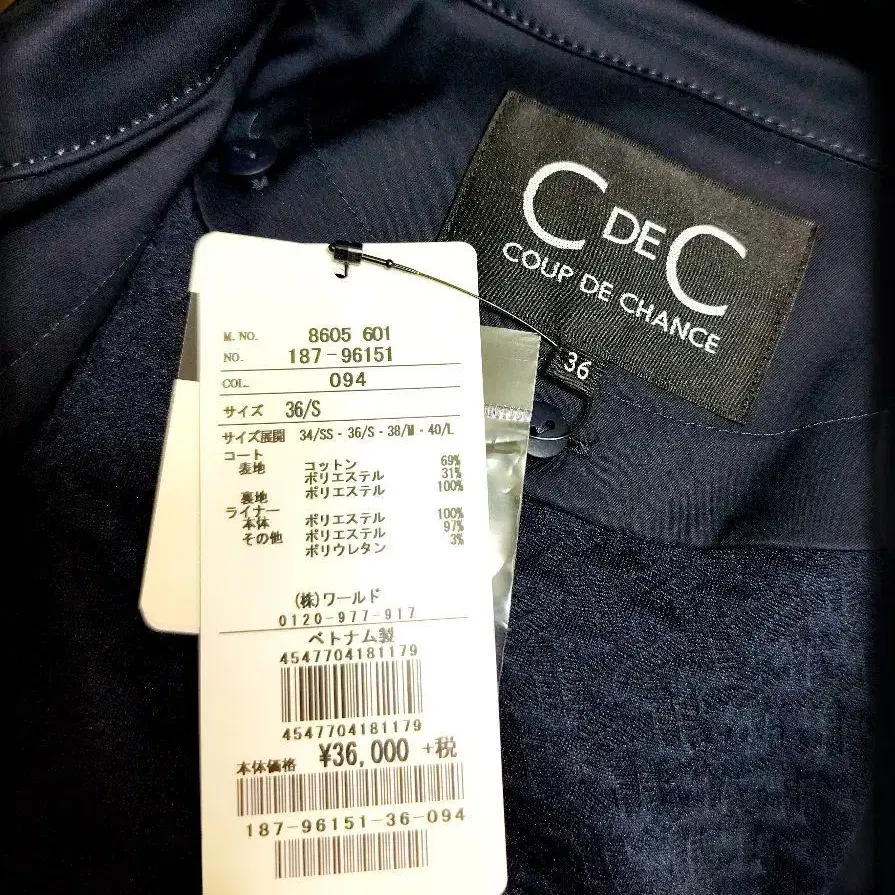 C DE C
COUP DE CHANCE
36
M.NO. 8605 601
NO. 187-96151
COL. 094
サイズ 36/S
サイズ展開 34/SS・36/S・38/M・40/L
コート
表地 コットン 69%
ポリエステル 31%
裏地 ポリエステル 100%
ライナー
本体 ポリエステル 100%
その他 ポリエステル 97%
ポリウレタン 3%
(株)ワールド
0120-977-917
ベトナム製
4547704181179
4547704181179
本体価格 ¥36,000 +税
187-96151-36-094